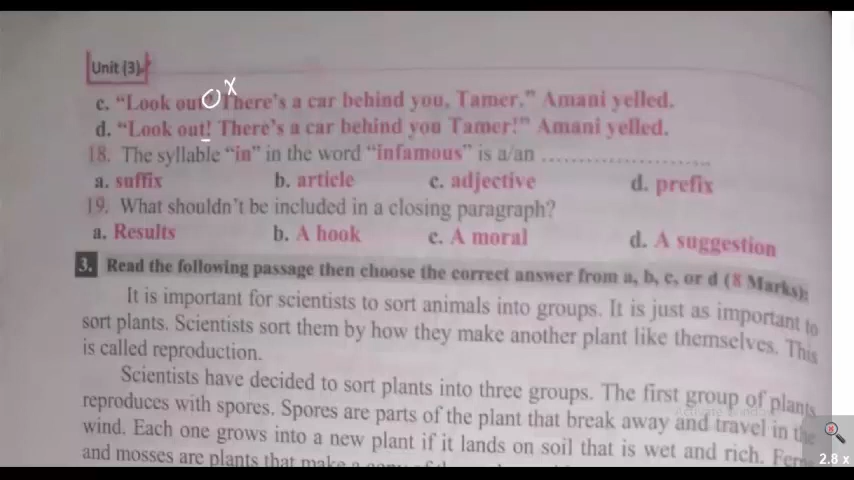 Unit (3)
x
c. “Look out There’s a car behind you, Tamer,” Amani yelled.
d. “Look out! There’s a car behind you Tamer!” Amani yelled.
18. The syllable “in” in the word “infamous” is a/an ........................
a. suffix b. article c. adjective d. prefix
19. What shouldn’t be included in a closing paragraph?
a. Results b. A hook c. A moral d. A suggestion
3. Read the following passage then choose the correct answer from a, b, c, or d (8 Marks):
It is important for scientists to sort animals into groups. It is just as important to
sort plants. Scientists sort them by how they make another plant like themselves. This
is called reproduction.
Scientists have decided to sort plants into three groups. The first group of plants
reproduces with spores. Spores are parts of the plant that break away and travel in the
wind. Each one grows into a new plant if it lands on soil that is wet and rich. Ferns
and mosses are plants that make a copy of
2.8 x